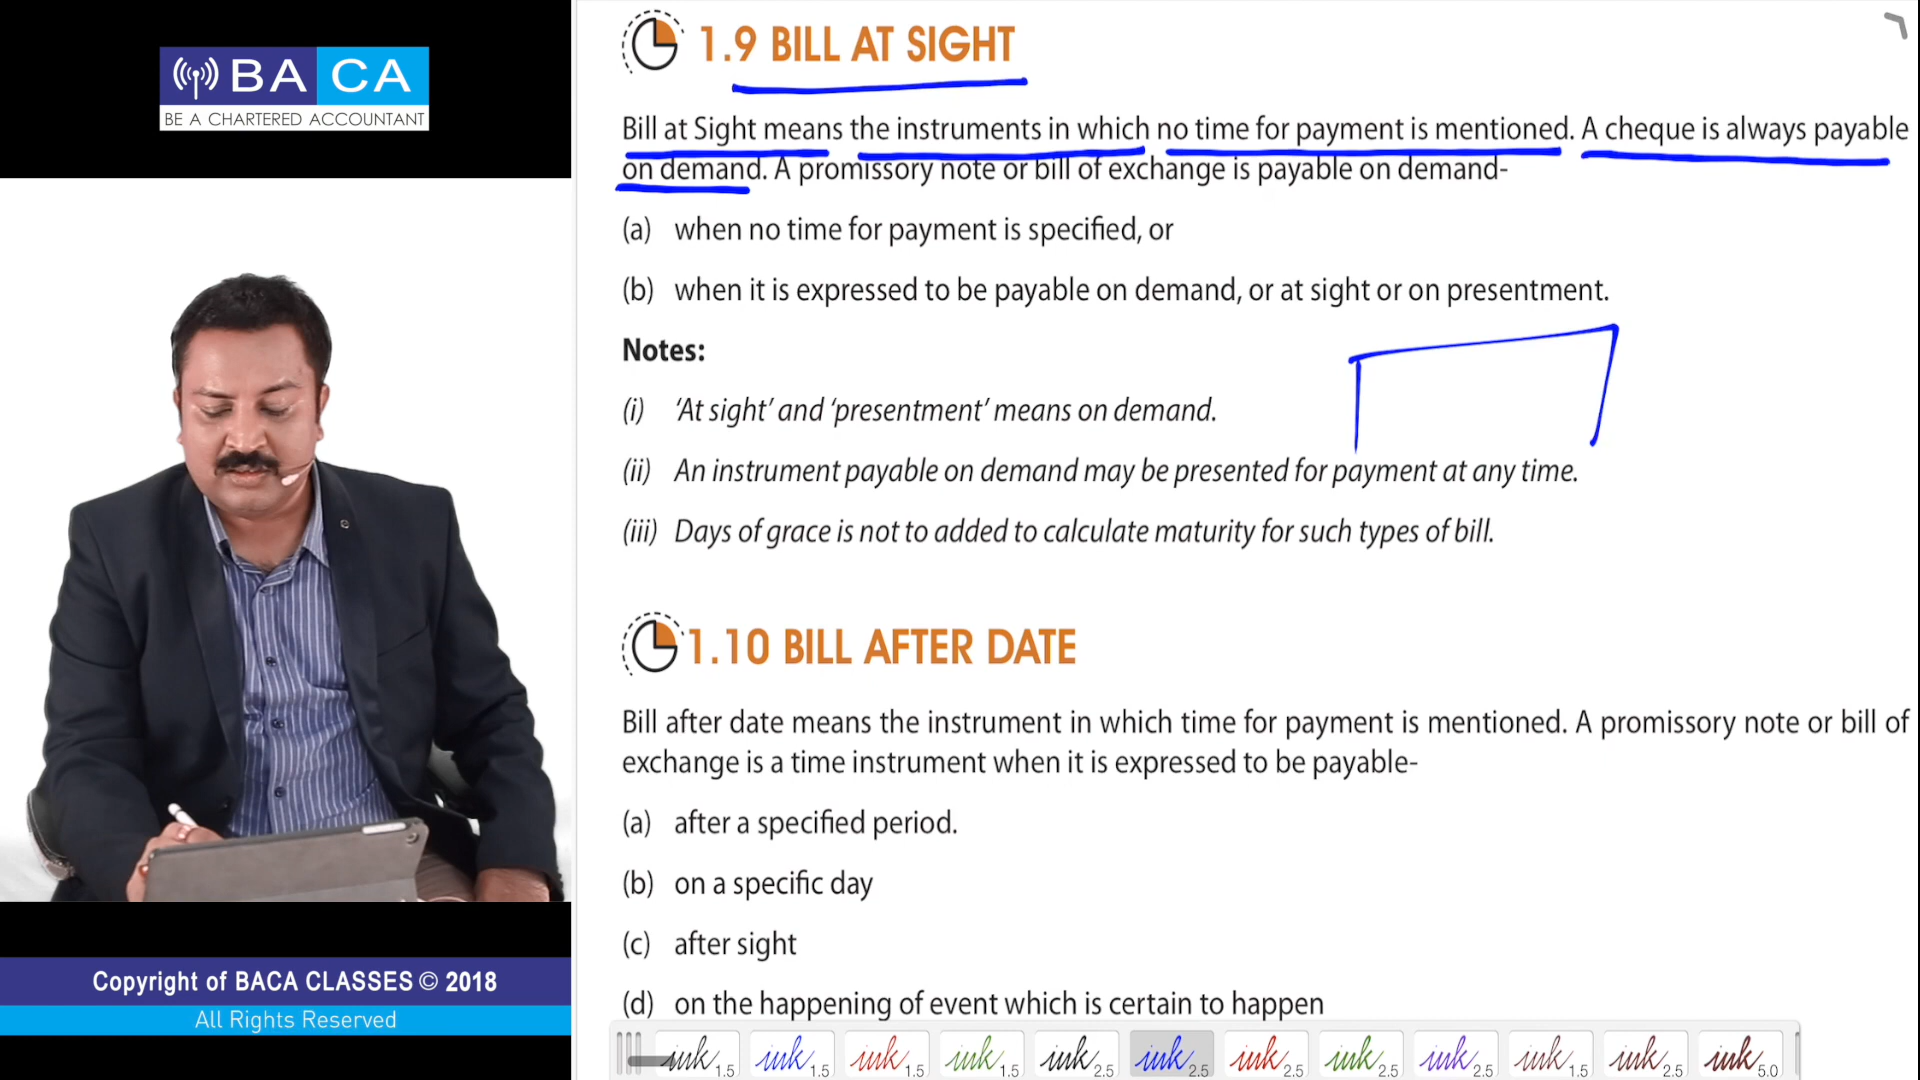 BA CA
BE A CHARTERED ACCOUNTANT
1.9 BILL AT SIGHT
Bill at Sight means the instruments in which no time for payment is mentioned. A cheque is always payable
on demand. A promissory note or bill of exchange is payable on demand-
(a) when no time for payment is specified, or
(b) when it is expressed to be payable on demand, or at sight or on presentment.
Notes:
(i) ‘At sight’ and ‘presentment’ means on demand.
(ii) An instrument payable on demand may be presented for payment at any time.
(iii) Days of grace is not to added to calculate maturity for such types of bill.
1.10 BILL AFTER DATE
Bill after date means the instrument in which time for payment is mentioned. A promissory note or bill of
exchange is a time instrument when it is expressed to be payable-
(a) after a specified period.
(b) on a specific day
(c) after sight
(d) on the happening of event which is certain to happen
Copyright of BACA CLASSES © 2018
All Rights Reserved
ink 1.5 ink 1.5 ink 1.5 ink 1.5 ink 2.5 ink 2.5 ink 2.5 ink 2.5 ink 2.5 ink 1.5 ink 2.5 ink 5.0